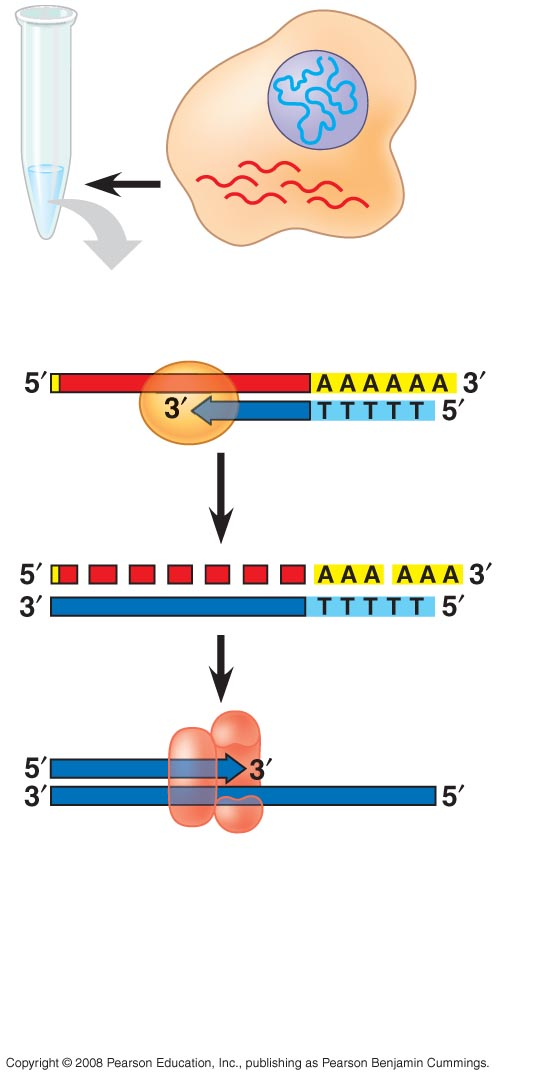 5′ A A A A A A 3′
3′ T T T T T 5′
5′ A A A A A A 3′
3′ T T T T T 5′
5′ 3′
3′ 5′
Copyright © 2008 Pearson Education, Inc., publishing as Pearson Benjamin Cummings.